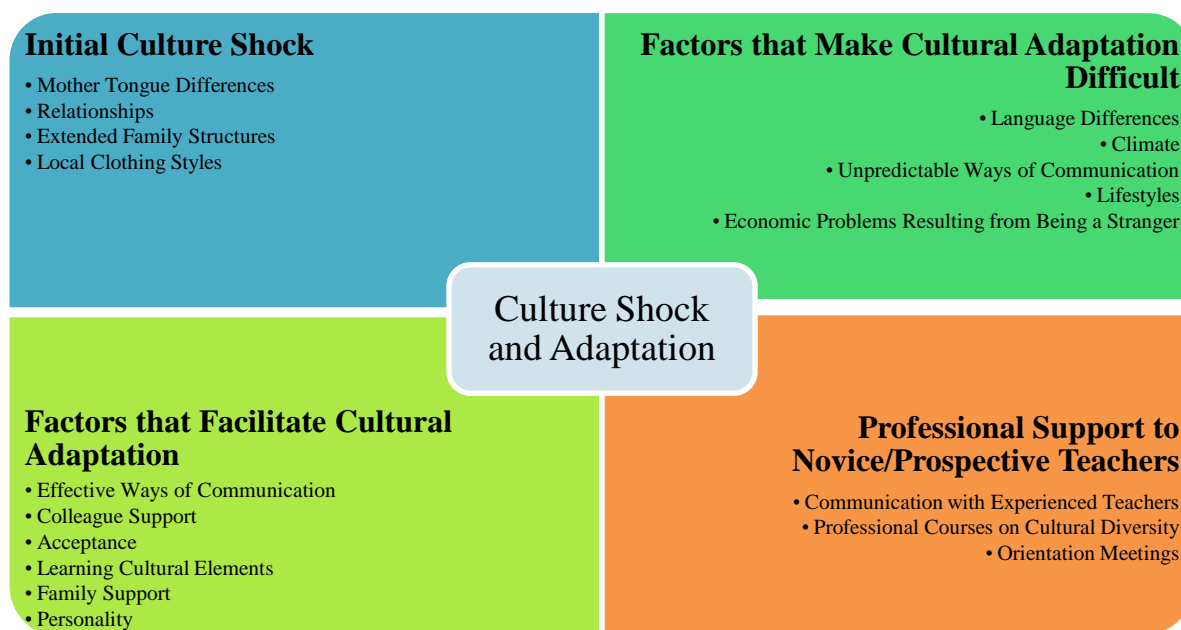 Initial Culture Shock
• Mother Tongue Differences
• Relationships
• Extended Family Structures
• Local Clothing Styles
Factors that Make Cultural Adaptation
Difficult
• Language Differences
• Climate
• Unpredictable Ways of Communication
• Lifestyles
• Economic Problems Resulting from Being a Stranger
Culture Shock
and Adaptation
Factors that Facilitate Cultural
Adaptation
• Effective Ways of Communication
• Colleague Support
• Acceptance
• Learning Cultural Elements
• Family Support
• Personality
Professional Support to
Novice/Prospective Teachers
• Communication with Experienced Teachers
• Professional Courses on Cultural Diversity
• Orientation Meetings